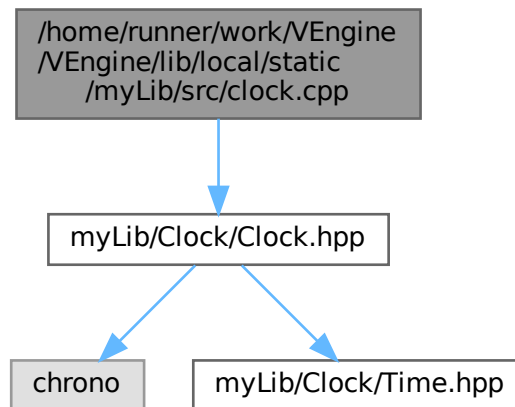 /home/runner/work/VEngine
/VEngine/lib/local/static
/myLib/src/clock.cpp
myLib/Clock/Clock.hpp
chrono
myLib/Clock/Time.hpp